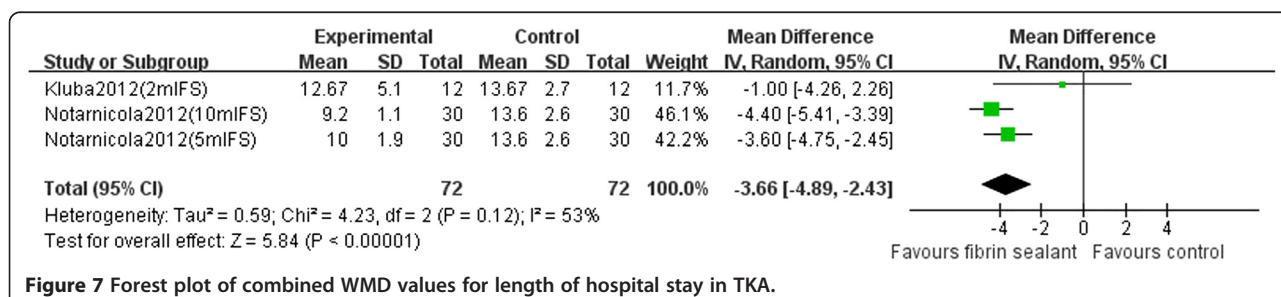 Experimental Control Mean Difference Mean Difference
Study or Subgroup Mean SD Total Mean SD Total Weight IV, Random, 95% CI IV, Random, 95% CI
Kluba2012(2mlFS) 12.67 5.1 12 13.67 2.7 12 11.7% -1.00 [-4.26, 2.26]
Notarnicola2012(10mlFS) 9.2 1.1 30 13.6 2.6 30 46.1% -4.40 [-5.41, -3.39]
Notarnicola2012(5mlFS) 10 1.9 30 13.6 2.6 30 42.2% -3.60 [-4.75, -2.45]
Total (95% CI) 72 72 100.0% -3.66 [-4.89, -2.43]
Heterogeneity: Tau² = 0.59; Chi² = 4.23, df = 2 (P = 0.12); I² = 53%
Test for overall effect: Z = 5.84 (P < 0.00001)
-4 -2 0 2 4
Favours fibrin sealant Favours control
Figure 7 Forest plot of combined WMD values for length of hospital stay in TKA.